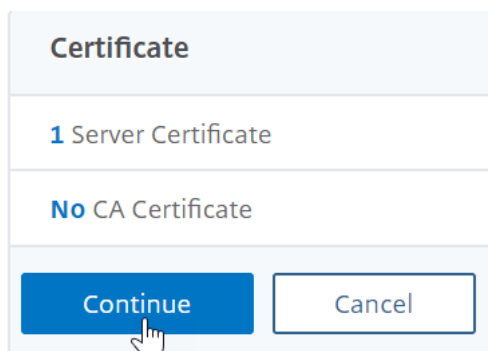 Certificate
1 Server Certificate
No CA Certificate
Continue Cancel